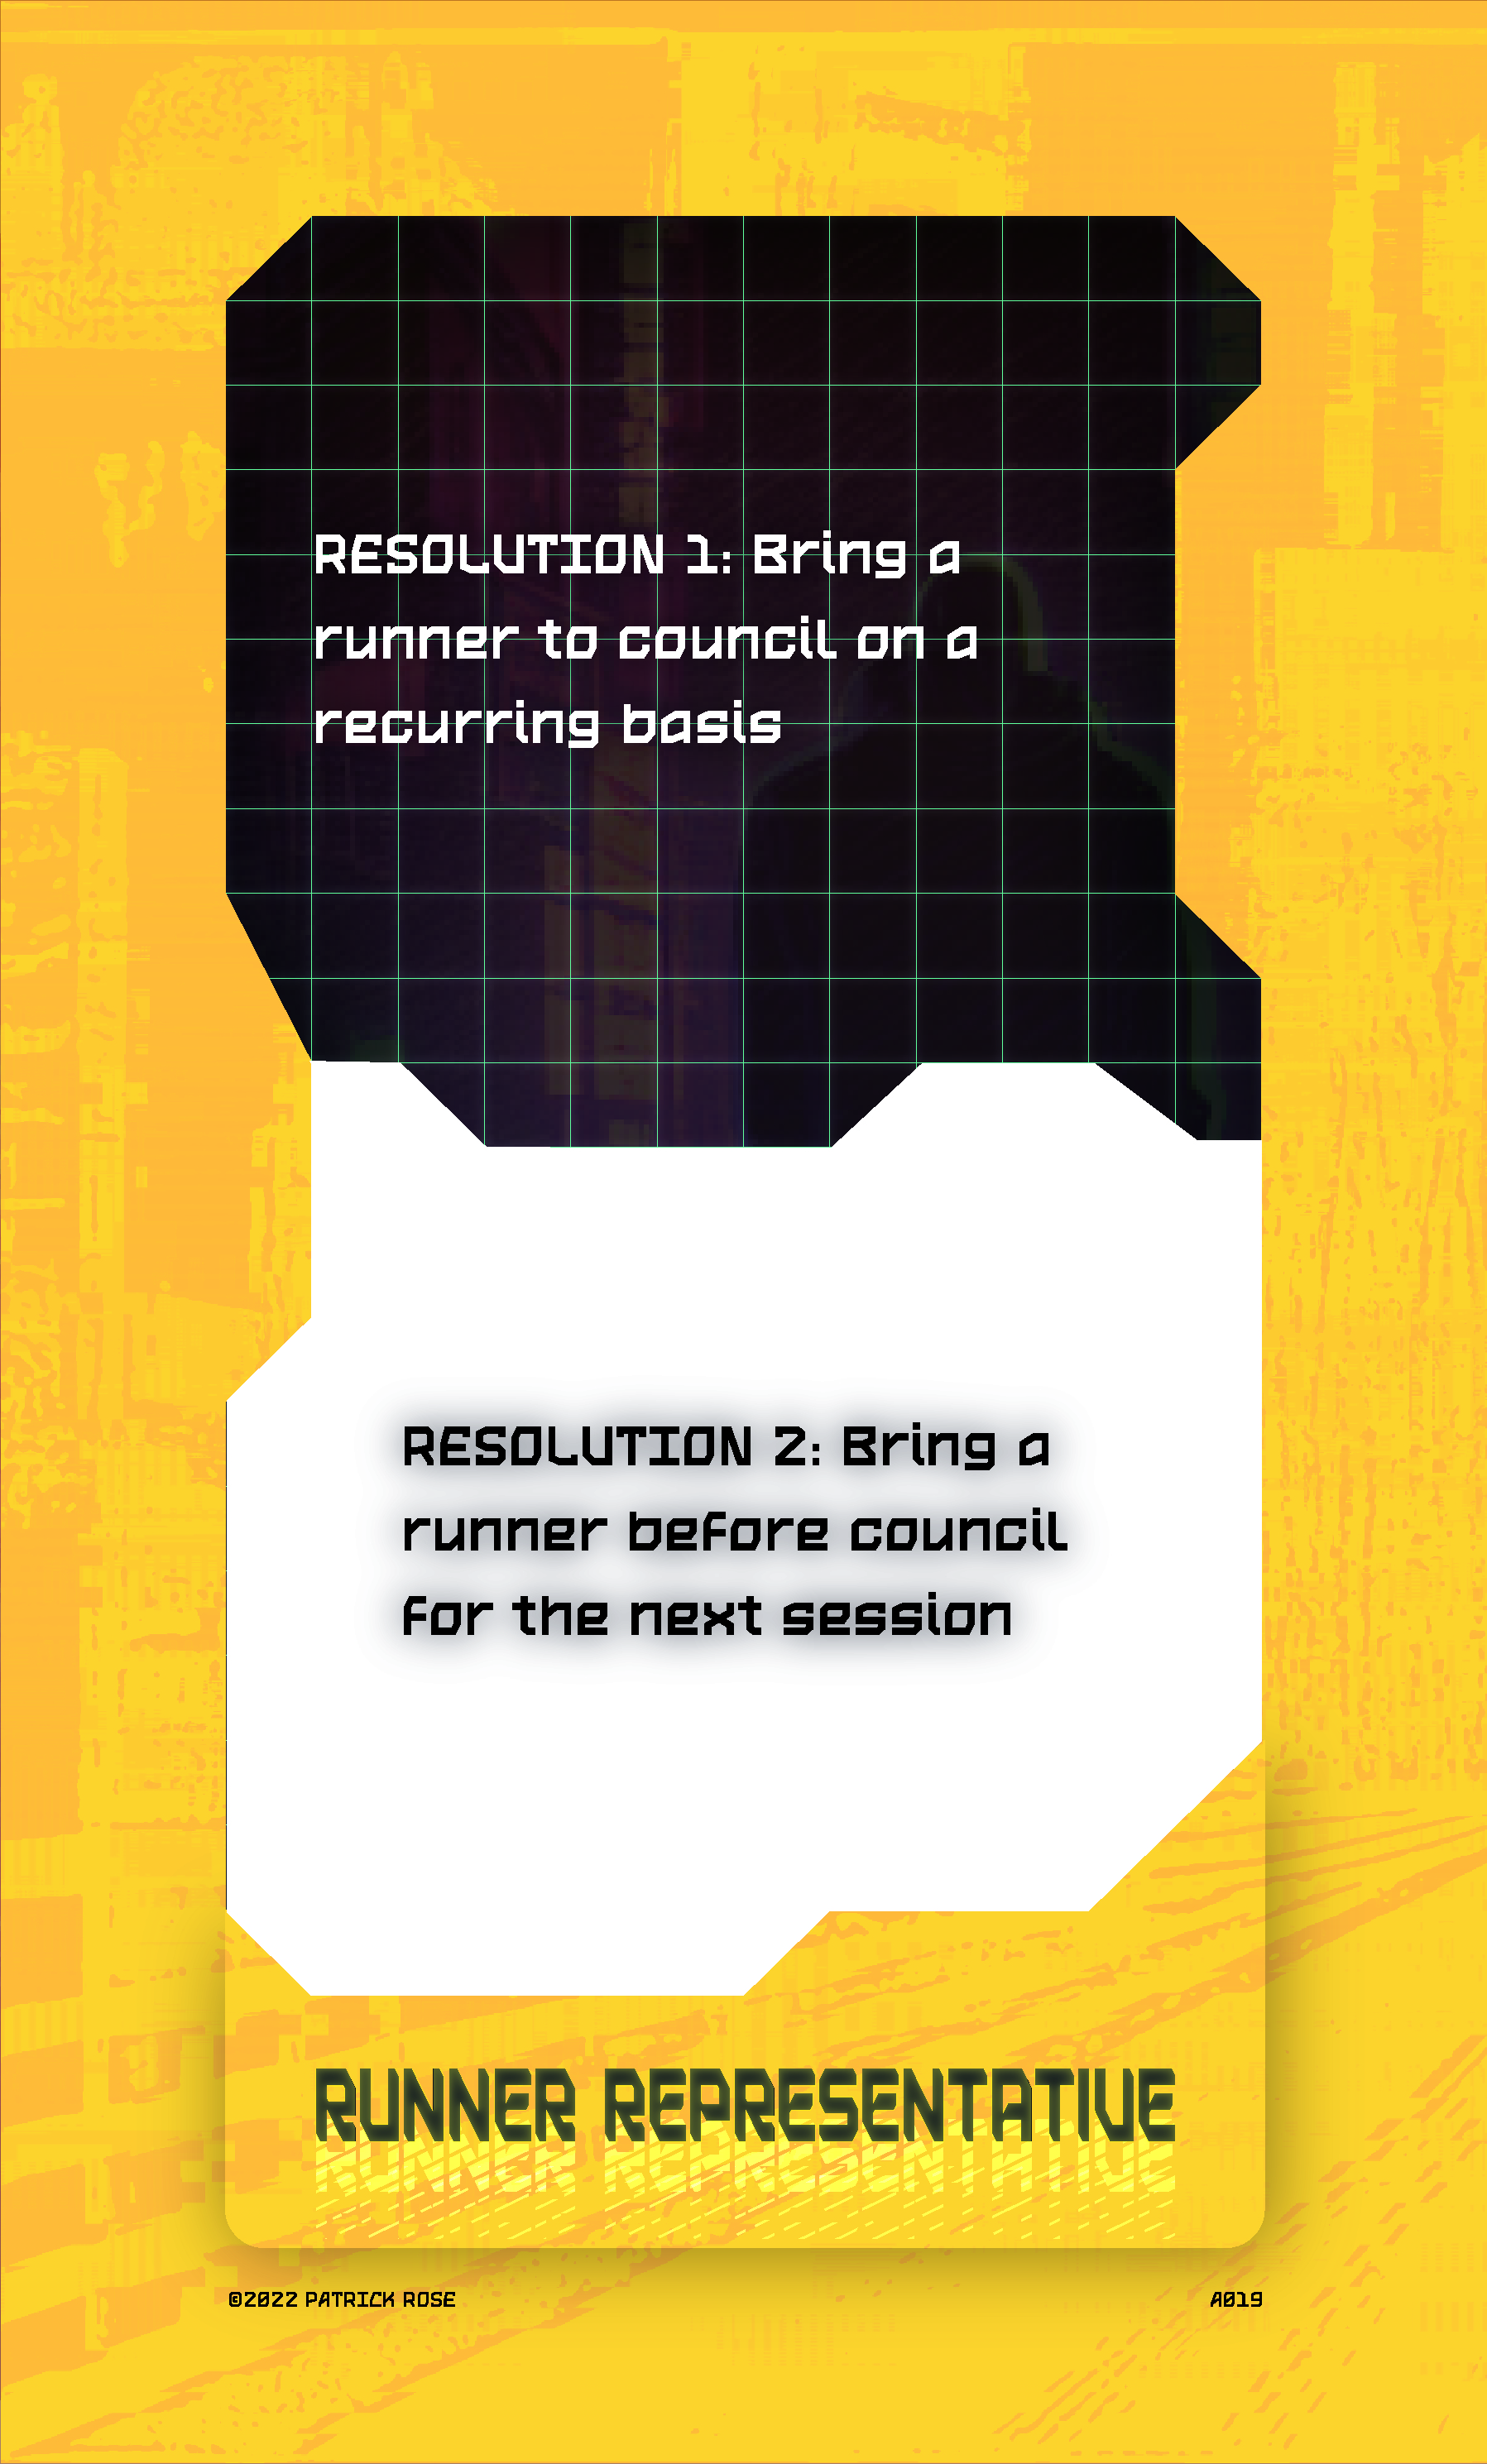 RESOLUTION 1: Bring a
runner to council on a
recurring basis
RESOLUTION 2: Bring a
runner before council
for the next session
RUNNER REPRESENTATIVE
©2022 PATRICK ROSE
A019